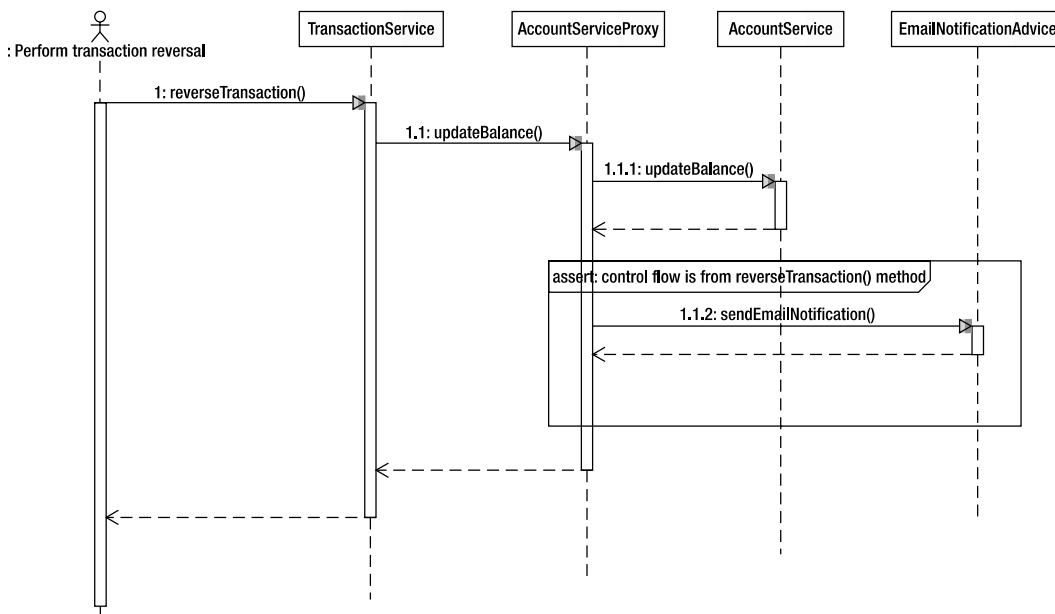 : Perform transaction reversal
TransactionService
AccountServiceProxy
AccountService
EmailNotificationAdvice
1: reverseTransaction()
1.1: updateBalance()
1.1.1: updateBalance()
assert: control flow is from reverseTransaction() method
1.1.2: sendEmailNotification()